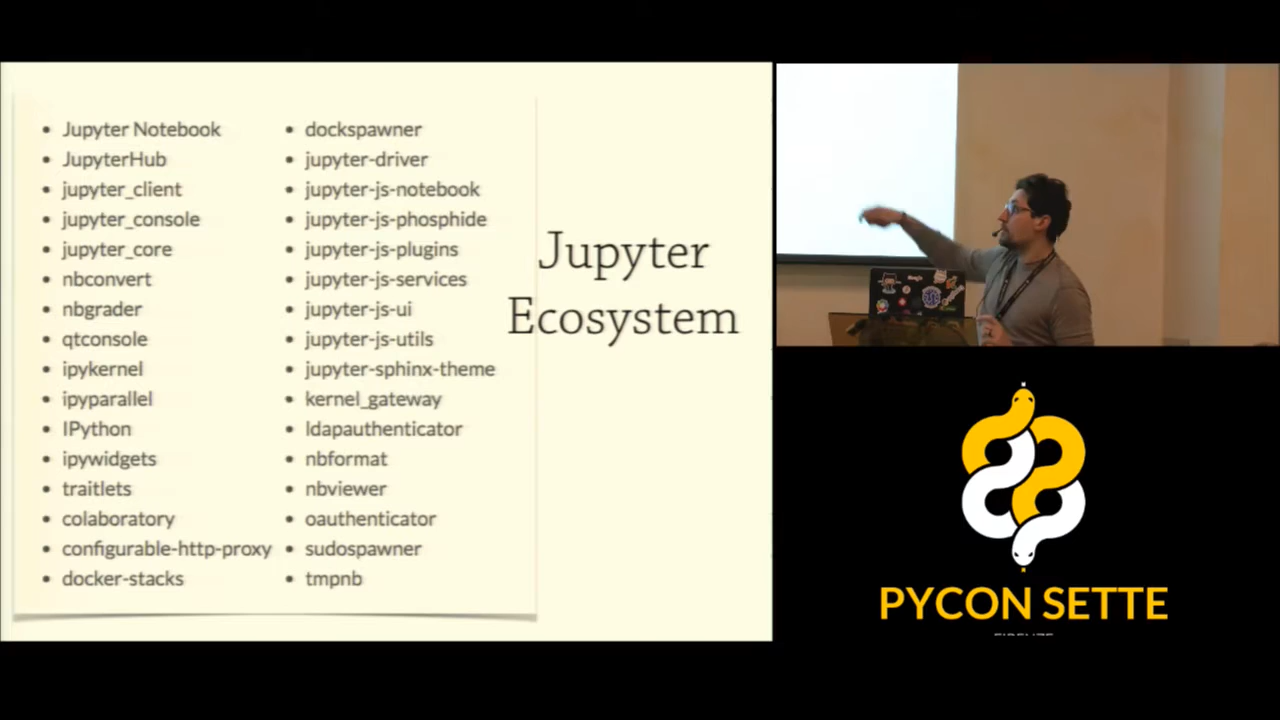 Jupyter Notebook
JupyterHub
jupyter_client
jupyter_console
jupyter_core
nbconvert
nbgrader
qtconsole
ipykernel
ipyparallel
IPython
ipywidgets
traitlets
colaboratory
configurable-http-proxy
docker-stacks
dockspawner
jupyter-driver
jupyter-js-notebook
jupyter-js-phosphide
jupyter-js-plugins
jupyter-js-services
jupyter-js-ui
jupyter-js-utils
jupyter-sphinx-theme
kernel_gateway
ldapauthenticator
nbformat
nbviewer
oauthenticator
sudospawner
tmpnb
Jupyter
Ecosystem
PYCON SETTE